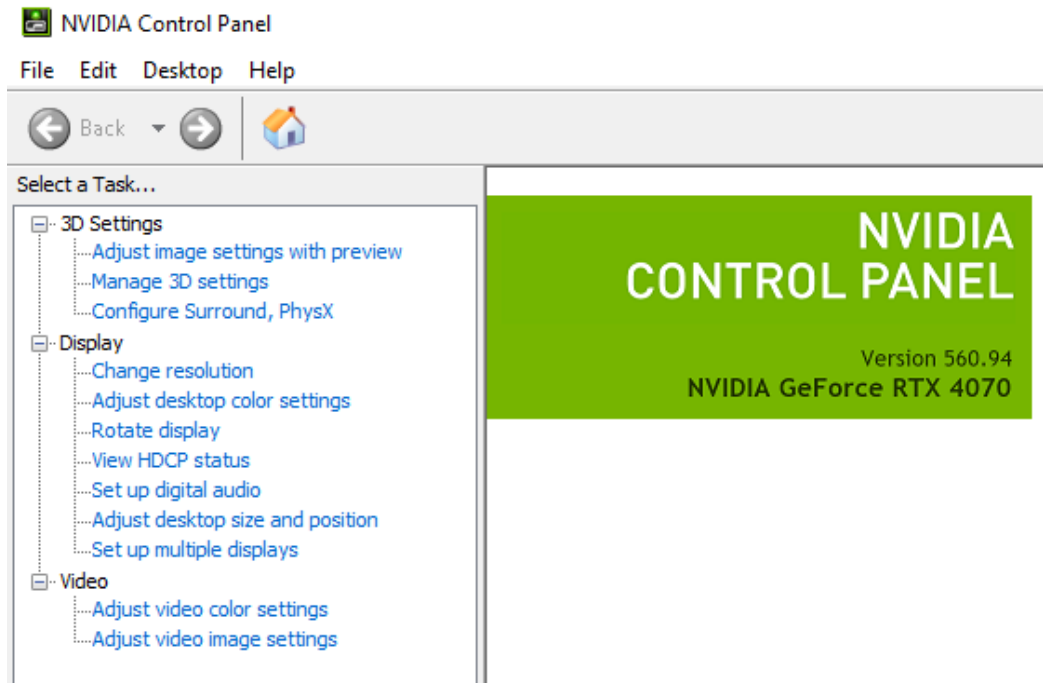 NVIDIA Control Panel
File Edit Desktop Help
Back
Select a Task...
3D Settings
Adjust image settings with preview
Manage 3D settings
Configure Surround, PhysX
Display
Change resolution
Adjust desktop color settings
Rotate display
View HDCP status
Set up digital audio
Adjust desktop size and position
Set up multiple displays
Video
Adjust video color settings
Adjust video image settings
NVIDIA
CONTROL PANEL
Version 560.94
NVIDIA GeForce RTX 4070